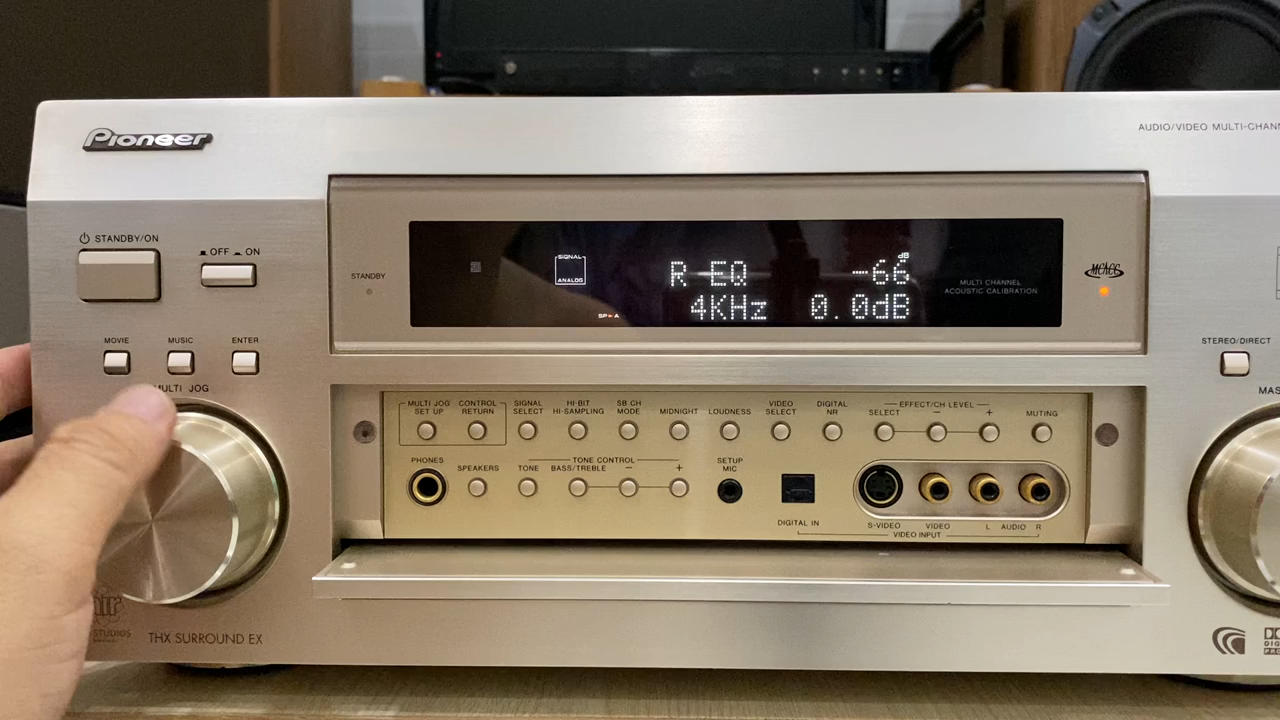 Pioneer
AUDIO/VIDEO MULTI-CHAN
STANDBY/ON
OFF ON
STANDBY
SIGNAL
ANALOG
SP►A
R EQ -66 dB
4KHz 0.0dB
MULTI CHANNEL
ACOUSTIC CALIBRATION
MCACC
MOVIE MUSIC ENTER
MULTI JOG
STEREO/DIRECT
MAS
MULTI JOG SET UP
CONTROL RETURN
SIGNAL SELECT
HI-BIT HI-SAMPLING
SB CH MODE
MIDNIGHT
LOUDNESS
VIDEO SELECT
DIGITAL NR
EFFECT/CH LEVEL
SELECT - +
MUTING
PHONES
SPEAKERS
TONE CONTROL
TONE BASS/TREBLE - +
SETUP MIC
DIGITAL IN
S-VIDEO VIDEO L AUDIO R
VIDEO INPUT
STUDIOS
THX SURROUND EX